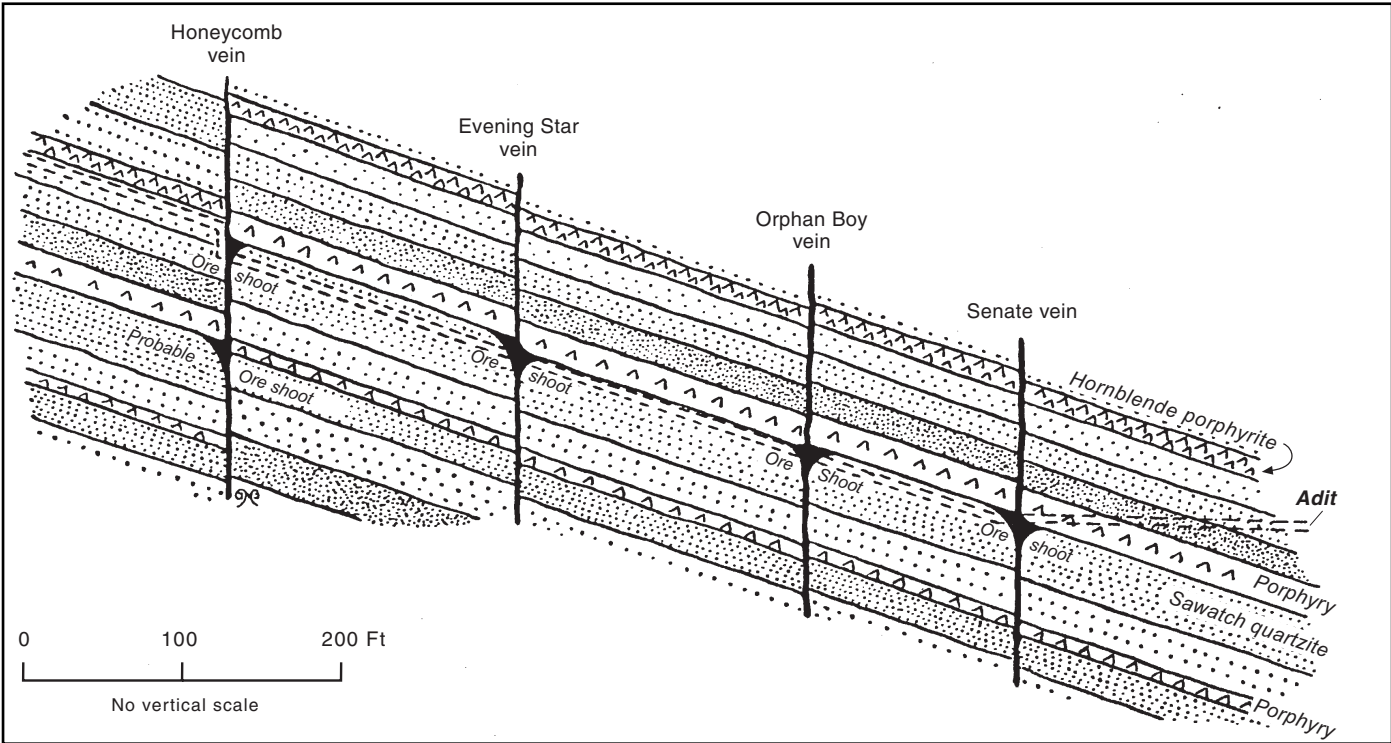 Honeycomb
vein
Evening Star
vein
Orphan Boy
vein
Senate vein
Hornblende porphyrite
Adit
Ore shoot
Probable
Ore shoot
Ore shoot
Ore Shoot
Ore shoot
Porphyry
Sawatch quartzite
Porphyry
0 100 200 Ft
No vertical scale